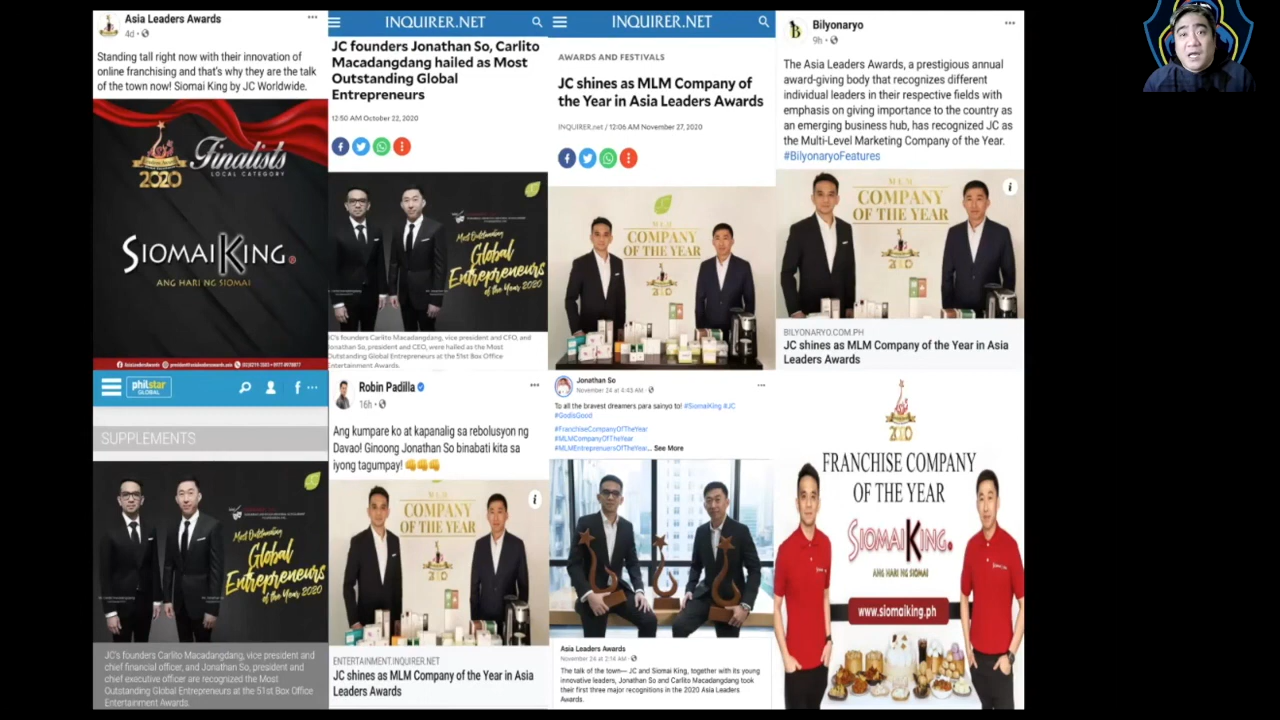 Asia Leaders Awards
4d
Standing tall right now with their innovation of
online franchising and that's why they are the talk
of the town now! Siomai King by JC Worldwide.
2020
Finalists
LOCAL CATEGORY
SIOMAIKING
ANG HARI NG SIOMAI
INQUIRER.NET
JC founders Jonathan So, Carlito
Macadangdang hailed as Most
Outstanding Global
Entrepreneurs
12:50 AM October 22, 2020
Most Outstanding
Global
Entrepreneurs
of the Year 2020
JC's founders Carlito Macadangdang, vice president and CFO, and
Jonathan So, president and CEO, were hailed as the Most
Outstanding Global Entrepreneurs at the 51st Box Office
Entertainment Awards.
INQUIRER.NET
AWARDS AND FESTIVALS
JC shines as MLM Company of
the Year in Asia Leaders Awards
INQUIRER.net / 12:06 AM November 27, 2020
M.L.M
COMPANY
OF THE YEAR
Bilyonaryo
9h
The Asia Leaders Awards, a prestigious annual
award-giving body that recognizes different
individual leaders in their respective fields with
emphasis on giving importance to the country as
an emerging business hub, has recognized JC as
the Multi-Level Marketing Company of the Year.
#BilyonaryoFeatures
M.L.M
COMPANY
OF THE YEAR
BILYONARYO.COM.PH
JC shines as MLM Company of the Year in Asia
Leaders Awards
philstar
GLOBAL
SUPPLEMENTS
Most Outstanding
Global
Entrepreneurs
of the Year 2020
JC's founders Carlito Macadangdang, vice president and
chief financial officer, and Jonathan So, president and
chief executive officer are recognized the Most
Outstanding Global Entrepreneurs at the 51st Box Office
Entertainment Awards.
Robin Padilla
16h
Ang kumpare ko at kapanalig sa rebolusyon ng
Davao! Ginoong Jonathan So binabati kita sa
iyong tagumpay!
M.L.M
COMPANY
OF THE YEAR
ENTERTAINMENT.INQUIRER.NET
JC shines as MLM Company of the Year in Asia
Leaders Awards
Jonathan So
November 24 at 4:43 AM
To all the bravest dreamers para sainyo to! #SiomaiKing #JC
#GodisGood
#FranchiseCompanyOfTheYear
#MLMCompanyOfTheYear
#MLMEntreprenuersOfTheYear... See More
Asia Leaders Awards
November 24 at 2:14 AM
The talk of the town— JC and Siomai King, together with its young
innovative leaders, Jonathan So and Carlito Macadangdang took
their first three major recognitions in the 2020 Asia Leaders
Awards.
2020
FRANCHISE COMPANY
OF THE YEAR
SIOMAIKING
ANG HARI NG SIOMAI
www.siomaiking.ph